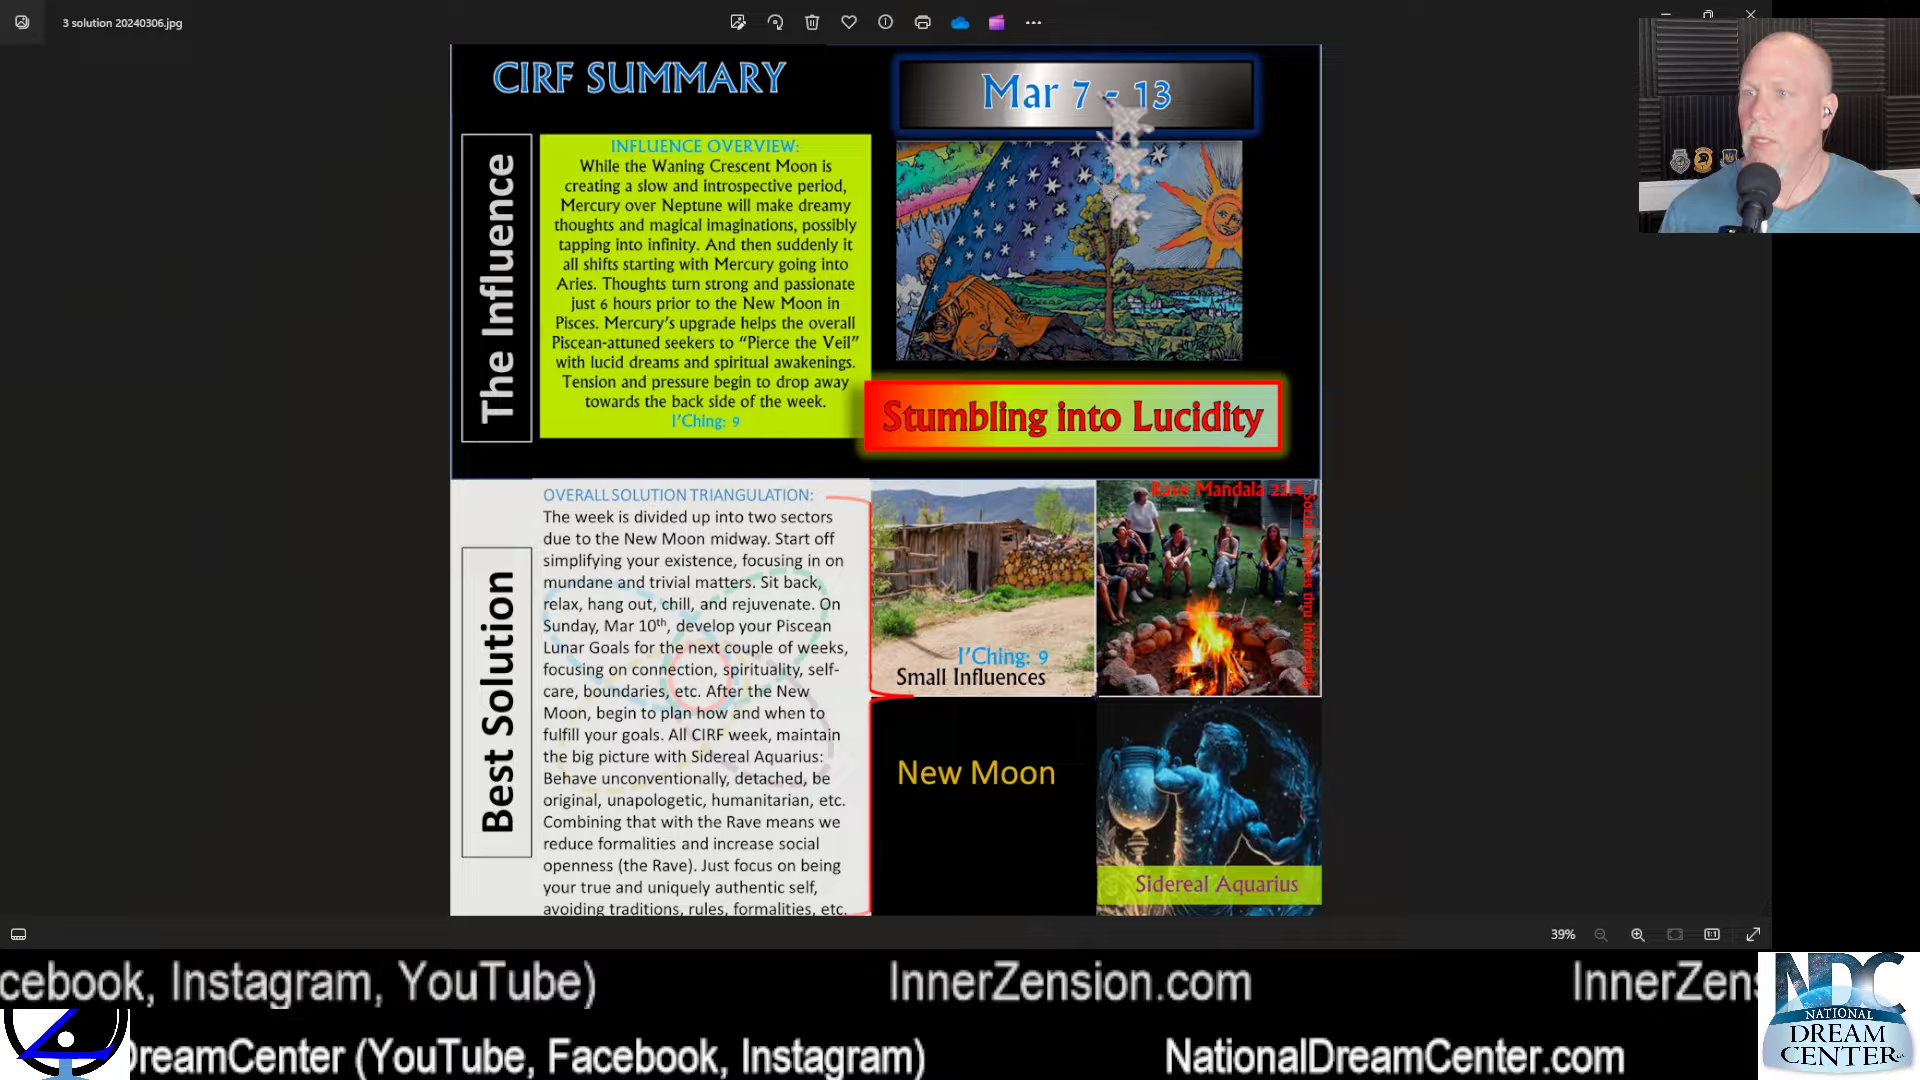 3 solution 20240306.jpg
CIRF SUMMARY
Mar 7 - 13
The Influence
INFLUENCE OVERVIEW:
While the Waning Crescent Moon is
creating a slow and introspective period,
Mercury over Neptune will make dreamy
thoughts and magical imaginations, possibly
tapping into infinity. And then suddenly it
all shifts starting with Mercury going into
Aries. Thoughts turn strong and passionate
just 6 hours prior to the New Moon in
Pisces. Mercury's upgrade helps the overall
Piscean-attuned seekers to "Pierce the Veil"
with lucid dreams and spiritual awakenings.
Tension and pressure begin to drop away
towards the back side of the week.
I'Ching: 9
Stumbling into Lucidity
Best Solution
OVERALL SOLUTION TRIANGULATION:
The week is divided up into two sectors
due to the New Moon midway. Start off
simplifying your existence, focusing in on
mundane and trivial matters. Sit back,
relax, hang out, chill, and rejuvenate. On
Sunday, Mar 10th, develop your Piscean
Lunar Goals for the next couple of weeks,
focusing on connection, spirituality, self-
care, boundaries, etc. After the New
Moon, begin to plan how and when to
fulfill your goals. All CIRF week, maintain
the big picture with Sidereal Aquarius:
Behave unconventionally, detached, be
original, unapologetic, humanitarian, etc.
Combining that with the Rave means we
reduce formalities and increase social
openness (the Rave). Just focus on being
your true and uniquely authentic self,
avoiding traditions, rules, formalities, etc.
I'Ching: 9
Small Influences
Rave Mandala 22.4
Social openness thru Informality
New Moon
Sidereal Aquarius
39%
cebook, Instagram, YouTube)
InnerZension.com
InnerZens
DreamCenter (YouTube, Facebook, Instagram)
NationalDreamCenter.com
NDC
NATIONAL
DREAM
CENTER